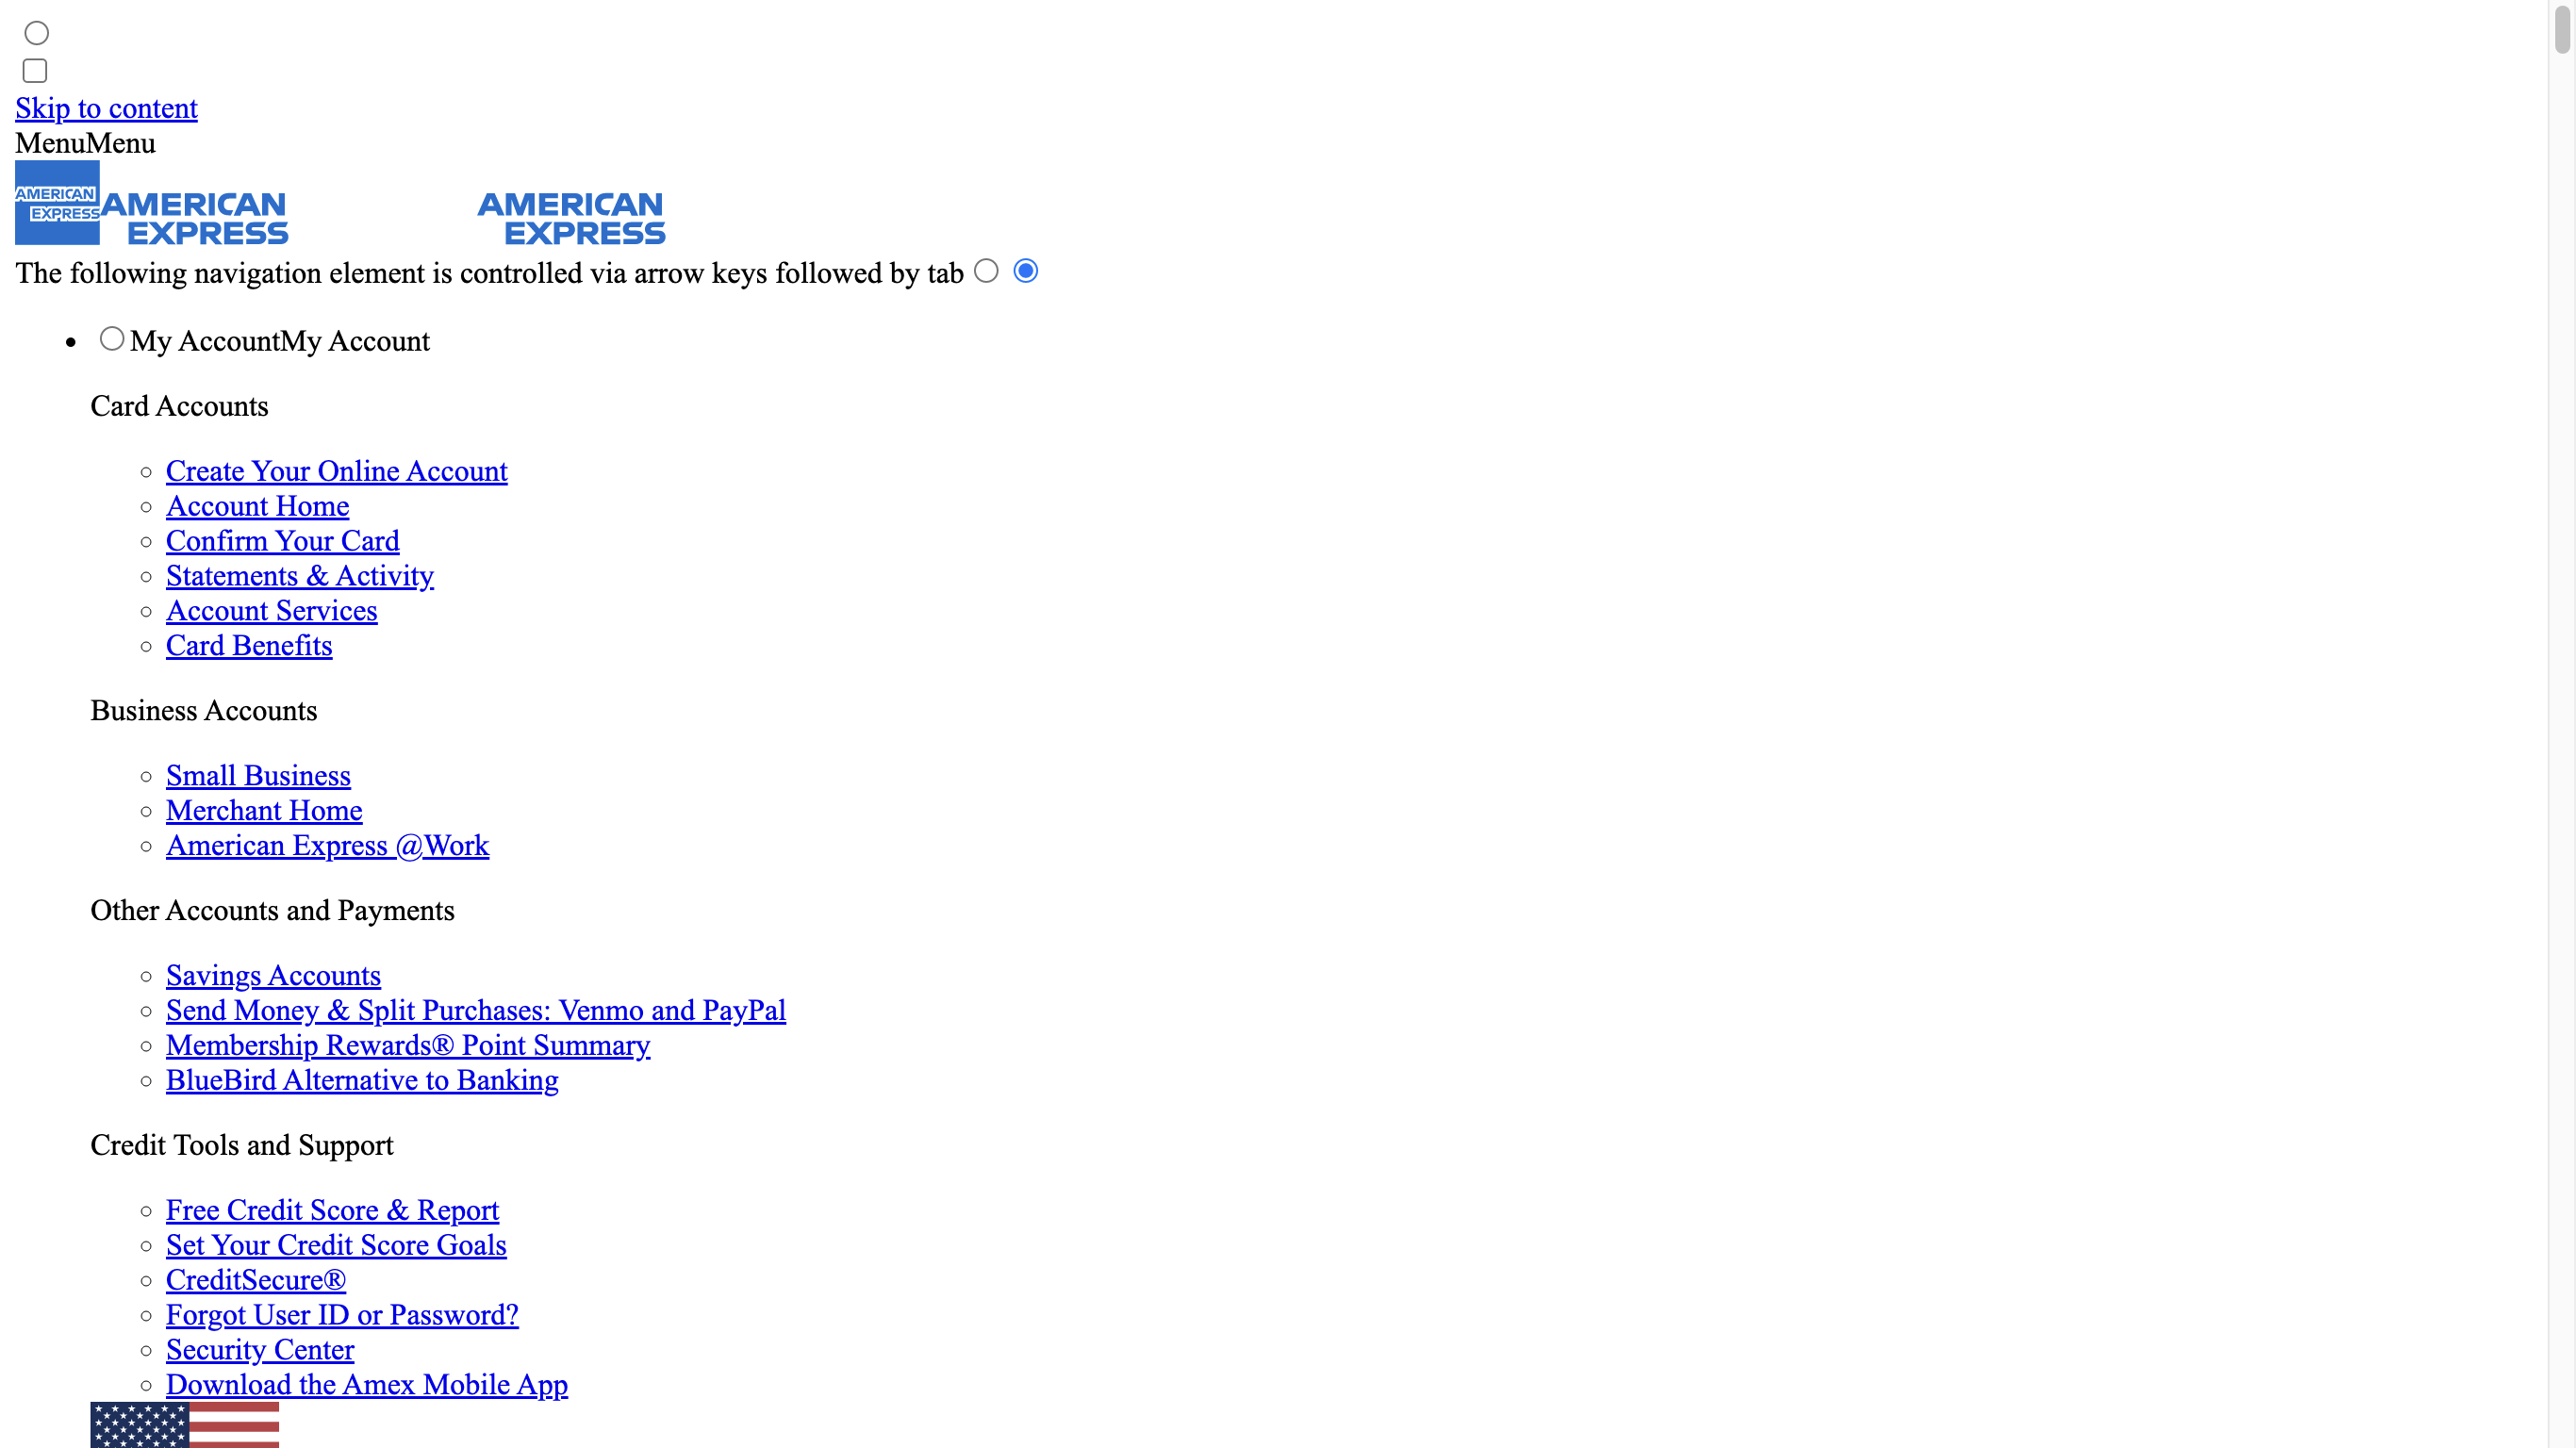 Skip to content
MenuMenu
AMERICAN EXPRESS AMERICAN EXPRESS AMERICAN EXPRESS
The following navigation element is controlled via arrow keys followed by tab
My AccountMy Account
Card Accounts
Create Your Online Account
Account Home
Confirm Your Card
Statements & Activity
Account Services
Card Benefits
Business Accounts
Small Business
Merchant Home
American Express @Work
Other Accounts and Payments
Savings Accounts
Send Money & Split Purchases: Venmo and PayPal
Membership Rewards® Point Summary
BlueBird Alternative to Banking
Credit Tools and Support
Free Credit Score & Report
Set Your Credit Score Goals
CreditSecure®
Forgot User ID or Password?
Security Center
Download the Amex Mobile App